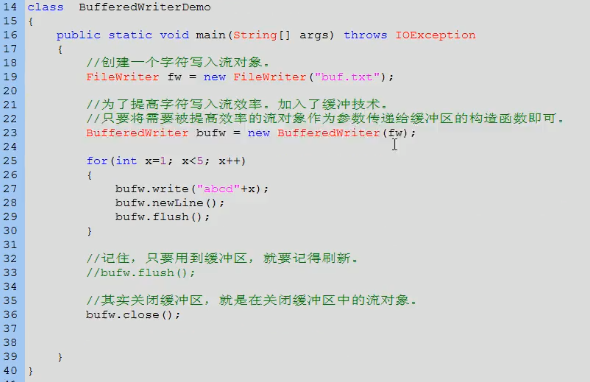 14 class  BufferedWriterDemo
15 {
16     public static void main(String[] args) throws IOException
17     {
18         //创建一个字符写入流对象。
19         FileWriter fw = new FileWriter("buf.txt");
20
21         //为了提高字符写入流效率。加入了缓冲技术。
22         //只要将需要被提高效率的流对象作为参数传递给缓冲区的构造函数即可。
23         BufferedWriter bufw = new BufferedWriter(fw);
24
25         for(int x=1; x<5; x++)
26         {
27             bufw.write("abcd"+x);
28             bufw.newLine();
29             bufw.flush();
30         }
31
32         //记住，只要用到缓冲区，就要记得刷新。
33         //bufw.flush();
34
35         //其实关闭缓冲区，就是在关闭缓冲区中的流对象。
36         bufw.close();
37
38
39     }
40 }